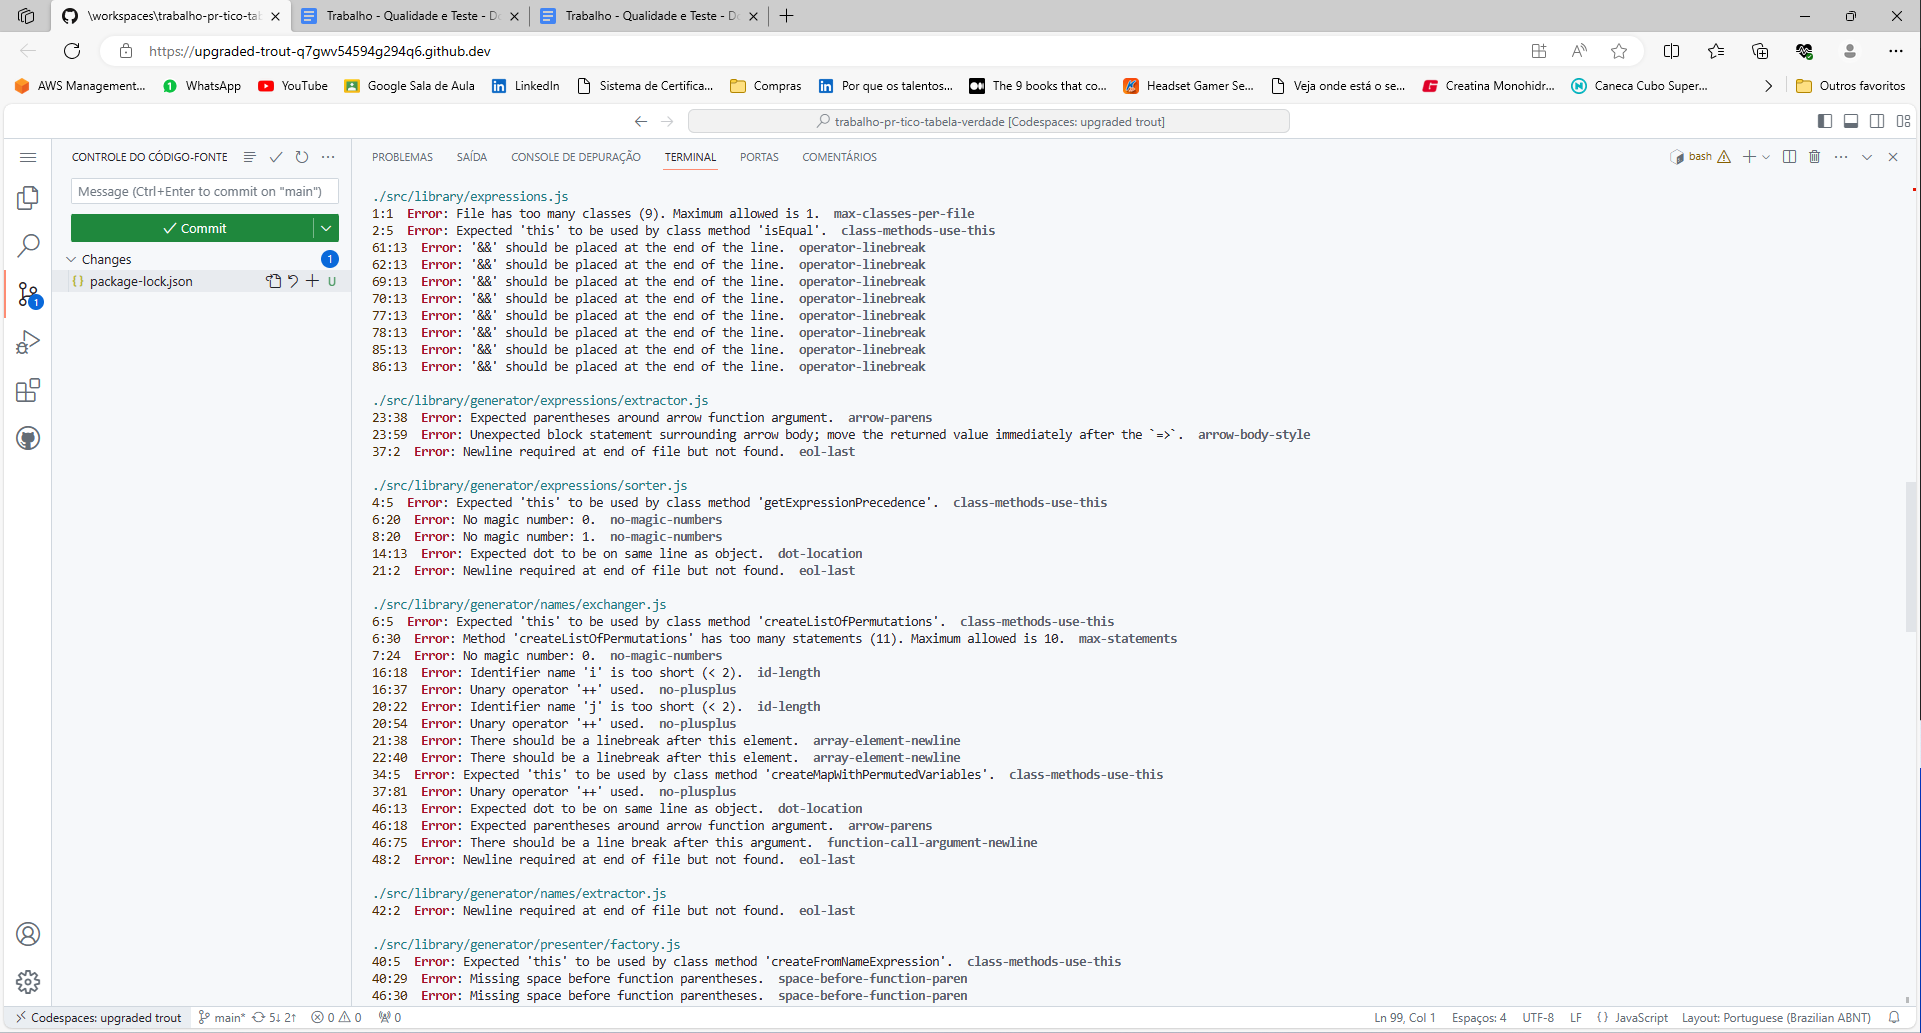 \workspaces\trabalho-pr-tico-tab
Trabalho - Qualidade e Teste - Do
Trabalho - Qualidade e Teste - Do
https://upgraded-trout-q7gwv54594g294q6.github.dev
AWS Management...
WhatsApp
YouTube
Google Sala de Aula
LinkedIn
Sistema de Certifica...
Compras
Por que os talentos...
The 9 books that co...
Headset Gamer Se...
Veja onde está o se...
Creatina Monohidr...
Caneca Cubo Super...
Outros favoritos
trabalho-pr-tico-tabela-verdade [Codespaces: upgraded trout]
CONTROLE DO CÓDIGO-FONTE
Message (Ctrl+Enter to commit on "main")
Commit
Changes 1
package-lock.json U
1
PROBLEMAS SAÍDA CONSOLE DE DEPURAÇÃO TERMINAL PORTAS COMENTÁRIOS
bash
./src/library/expressions.js
1:1 Error: File has too many classes (9). Maximum allowed is 1. max-classes-per-file
2:5 Error: Expected 'this' to be used by class method 'isEqual'. class-methods-use-this
61:13 Error: '&&' should be placed at the end of the line. operator-linebreak
62:13 Error: '&&' should be placed at the end of the line. operator-linebreak
69:13 Error: '&&' should be placed at the end of the line. operator-linebreak
70:13 Error: '&&' should be placed at the end of the line. operator-linebreak
77:13 Error: '&&' should be placed at the end of the line. operator-linebreak
78:13 Error: '&&' should be placed at the end of the line. operator-linebreak
85:13 Error: '&&' should be placed at the end of the line. operator-linebreak
86:13 Error: '&&' should be placed at the end of the line. operator-linebreak
./src/library/generator/expressions/extractor.js
23:38 Error: Expected parentheses around arrow function argument. arrow-parens
23:59 Error: Unexpected block statement surrounding arrow body; move the returned value immediately after the `=>`. arrow-body-style
37:2 Error: Newline required at end of file but not found. eol-last
./src/library/generator/expressions/sorter.js
4:5 Error: Expected 'this' to be used by class method 'getExpressionPrecedence'. class-methods-use-this
6:20 Error: No magic number: 0. no-magic-numbers
8:20 Error: No magic number: 1. no-magic-numbers
14:13 Error: Expected dot to be on same line as object. dot-location
21:2 Error: Newline required at end of file but not found. eol-last
./src/library/generator/names/exchanger.js
6:5 Error: Expected 'this' to be used by class method 'createListOfPermutations'. class-methods-use-this
6:30 Error: Method 'createListOfPermutations' has too many statements (11). Maximum allowed is 10. max-statements
7:24 Error: No magic number: 0. no-magic-numbers
16:18 Error: Identifier name 'i' is too short (< 2). id-length
16:37 Error: Unary operator '++' used. no-plusplus
20:22 Error: Identifier name 'j' is too short (< 2). id-length
20:54 Error: Unary operator '++' used. no-plusplus
21:38 Error: There should be a linebreak after this element. array-element-newline
22:40 Error: There should be a linebreak after this element. array-element-newline
34:5 Error: Expected 'this' to be used by class method 'createMapWithPermutedVariables'. class-methods-use-this
37:81 Error: Unary operator '++' used. no-plusplus
46:13 Error: Expected dot to be on same line as object. dot-location
46:18 Error: Expected parentheses around arrow function argument. arrow-parens
46:75 Error: There should be a line break after this argument. function-call-argument-newline
48:2 Error: Newline required at end of file but not found. eol-last
./src/library/generator/names/extractor.js
42:2 Error: Newline required at end of file but not found. eol-last
./src/library/generator/presenter/factory.js
40:5 Error: Expected 'this' to be used by class method 'createFromNameExpression'. class-methods-use-this
40:29 Error: Missing space before function parentheses. space-before-function-paren
46:30 Error: Missing space before function parentheses. space-before-function-paren
Codespaces: upgraded trout main* 5↓ 2↑ 0 0 0
Ln 99, Col 1 Espaços: 4 UTF-8 LF {} JavaScript Layout: Portuguese (Brazilian ABNT)